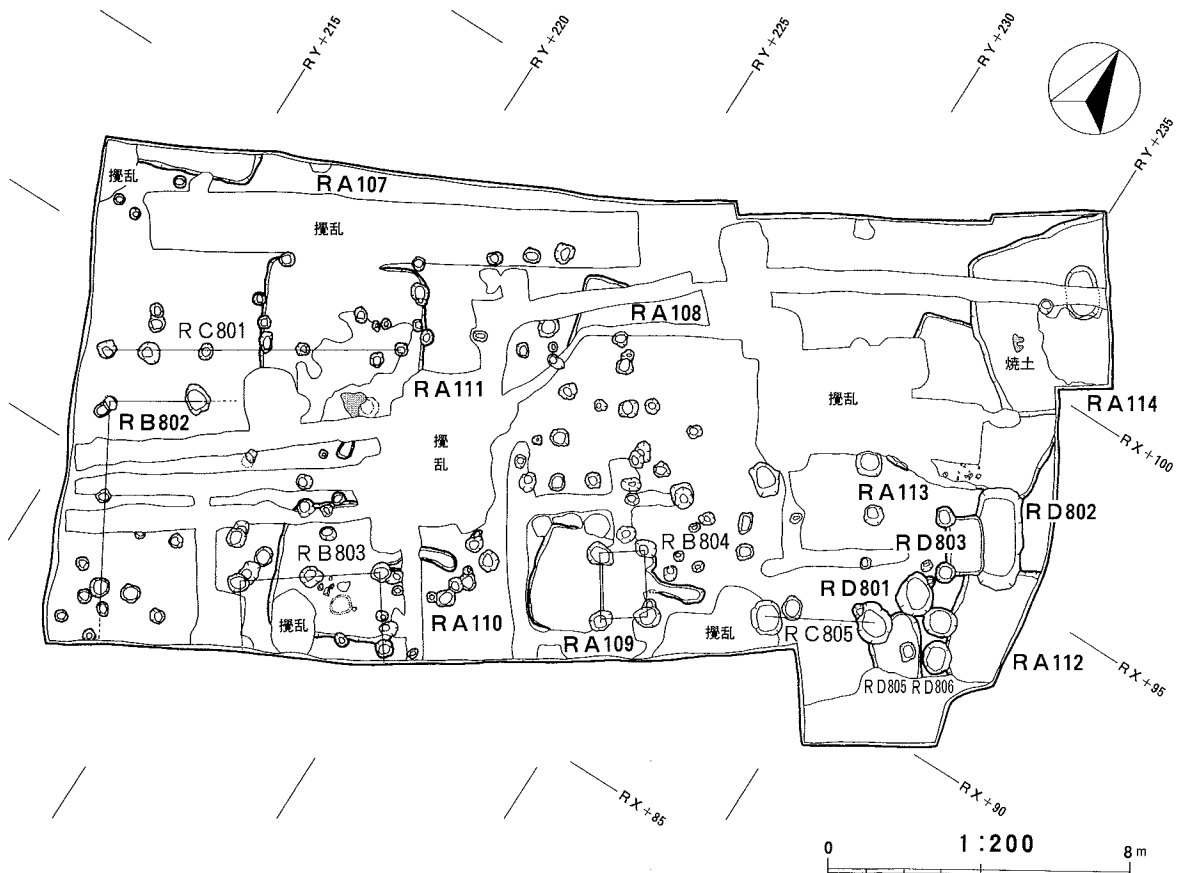 RY+215
RY+220
RY+225
RY+230
RY+235
攪乱
RA107
攪乱
RA108
RC801
焼土
RA111
攪乱
RA114
RB802
攪乱
RX+100
RA113
RD802
RB804
RD803
RB803
RD801
攪乱
RA110
RA109
攪乱
RC805
RA112
RD805
RD806
RX+95
RX+90
RX+85
1:200
0
8m